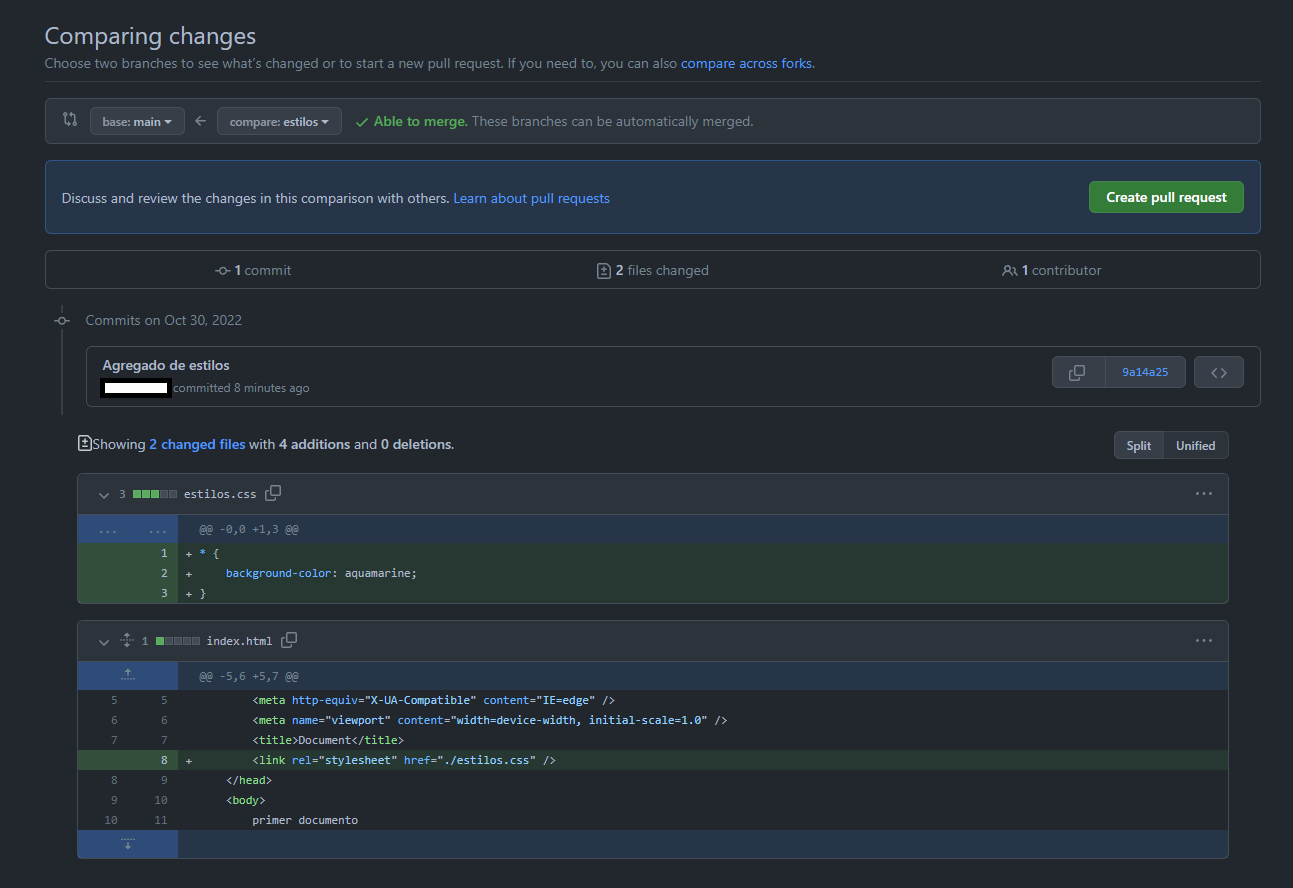 Comparing changes
Choose two branches to see what's changed or to start a new pull request. If you need to, you can also compare across forks.
base: main compare: estilos Able to merge. These branches can be automatically merged.
Discuss and review the changes in this comparison with others. Learn about pull requests Create pull request
1 commit 2 files changed 1 contributor
Commits on Oct 30, 2022
Agregado de estilos
committed 8 minutes ago 9a14a25
Showing 2 changed files with 4 additions and 0 deletions. Split Unified
3 estilos.css
... ... @@ -0,0 +1,3 @@
1 + * {
2 +     background-color: aquamarine;
3 + }
1 index.html
@@ -5,6 +5,7 @@
5 5 <meta http-equiv="X-UA-Compatible" content="IE=edge" />
6 6 <meta name="viewport" content="width=device-width, initial-scale=1.0" />
7 7 <title>Document</title>
8 + <link rel="stylesheet" href="./estilos.css" />
8 9 </head>
9 10 <body>
10 11 primer documento